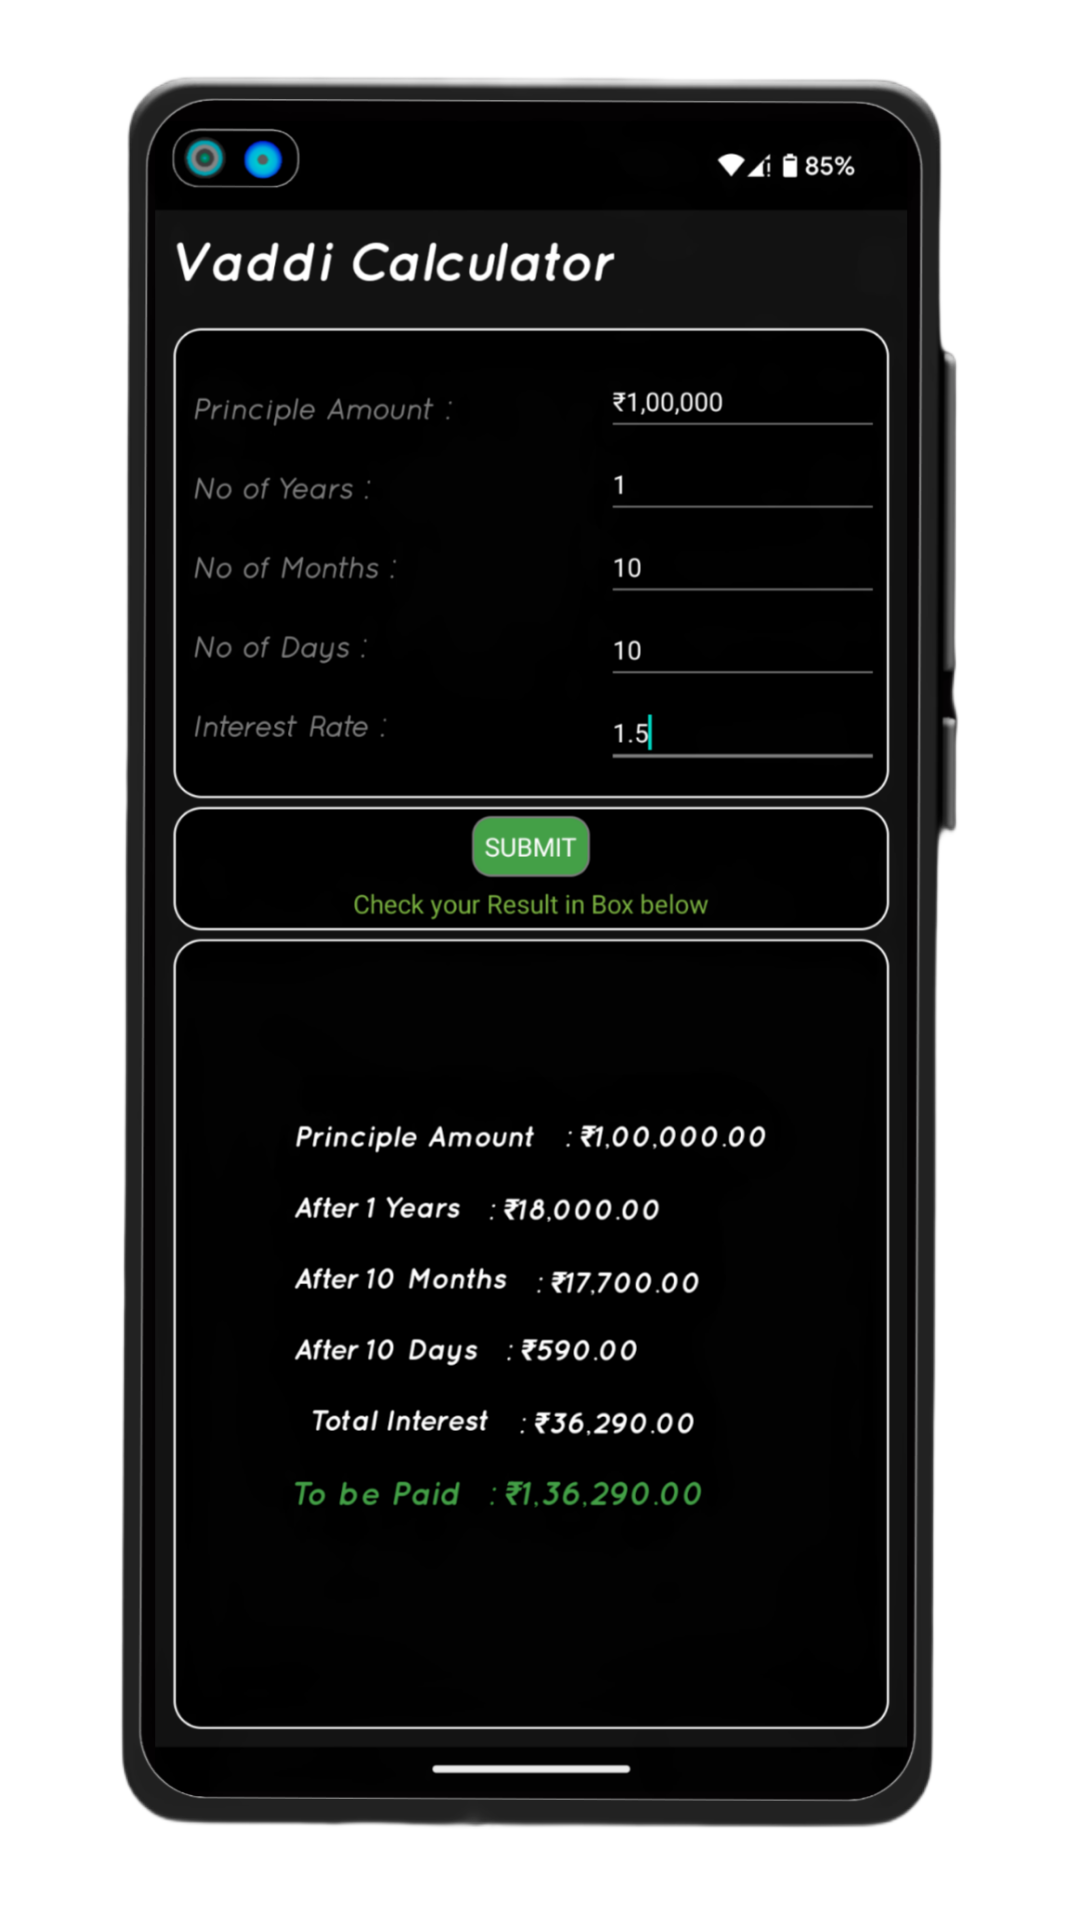 85%
Vaddi Calculator
Principle Amount : ₹1,00,000
No of Years : 1
No of Months : 10
No of Days : 10
Interest Rate : 1.5
SUBMIT
Check your Result in Box below
Principle Amount : ₹1,00,000.00
After 1 Years : ₹18,000.00
After 10 Months : ₹17,700.00
After 10 Days : ₹590.00
Total Interest : ₹36,290.00
To be Paid : ₹1,36,290.00